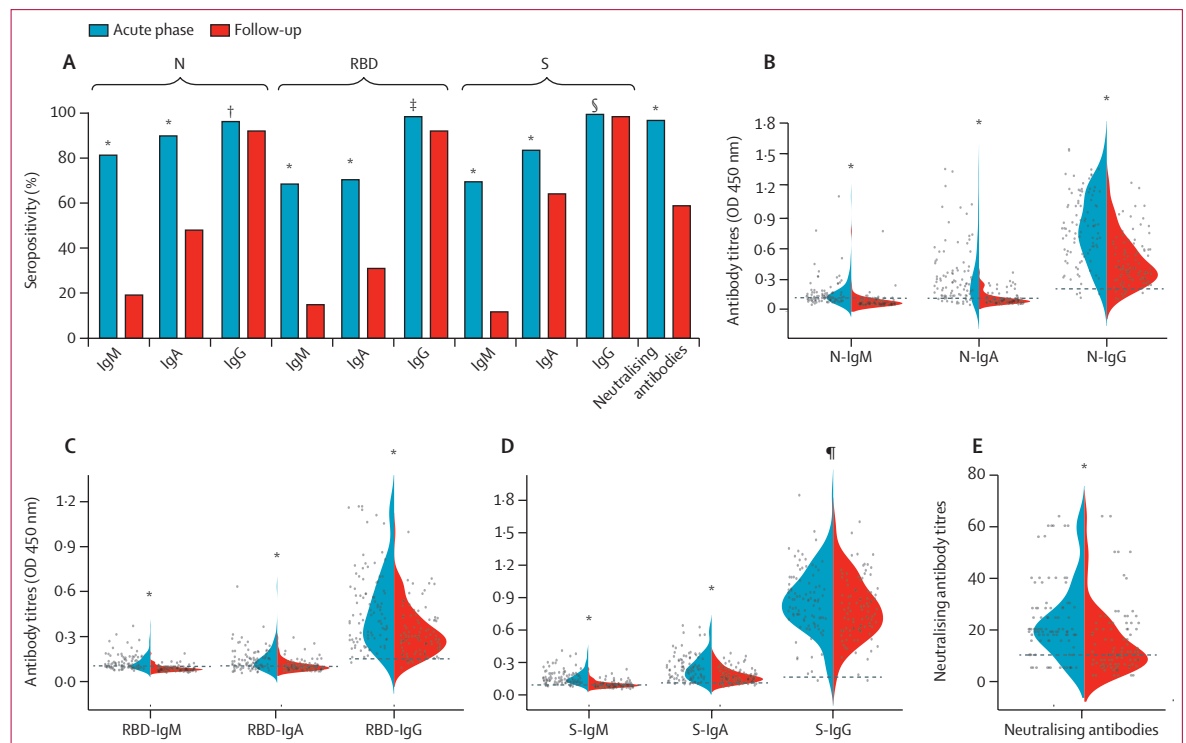 Acute phase Follow-up
A
N RBD S
Seropositivity (%)
100
80
60
40
20
0
* * † * * ‡ * * § *
IgM IgA IgG IgM IgA IgG IgM IgA IgG Neutralising
antibodies
B
Antibody titres (OD 450 nm)
1·8
1·5
1·2
0·9
0·6
0·3
0
* * *
N-IgM N-IgA N-IgG
C
Antibody titres (OD 450 nm)
1·2
0·9
0·6
0·3
0·0
* * *
RBD-IgM RBD-IgA RBD-IgG
D
1·8
1·5
1·2
0·9
0·6
0·3
0·0
* * ¶
S-IgM S-IgA S-IgG
E
Neutralising antibody titres
80
60
40
20
0
*
Neutralising antibodies